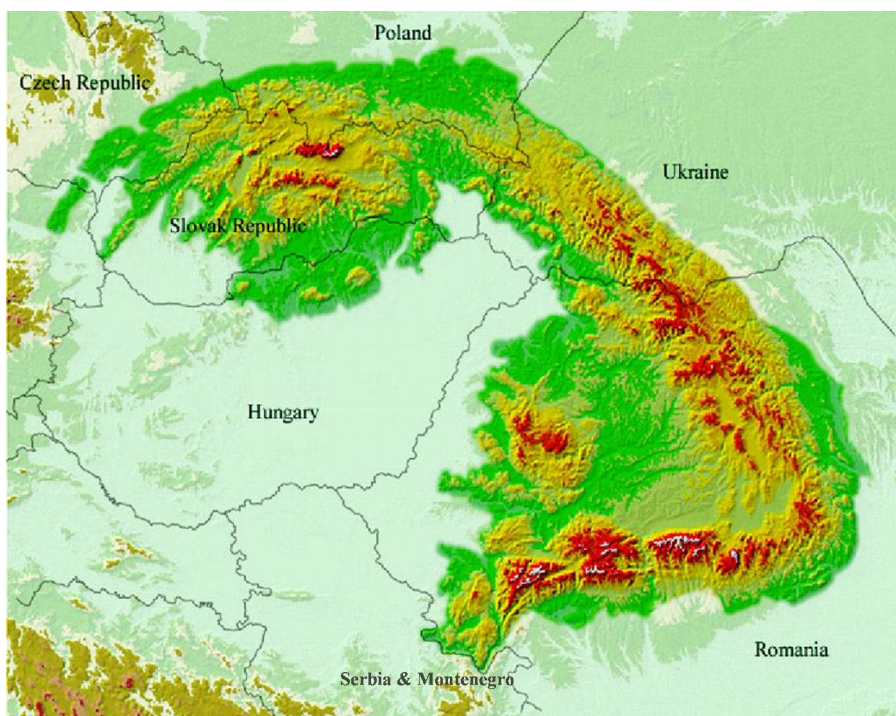 Poland
Czech Republic
Ukraine
Slovak Republic
Hungary
Romania
Serbia & Montenegro